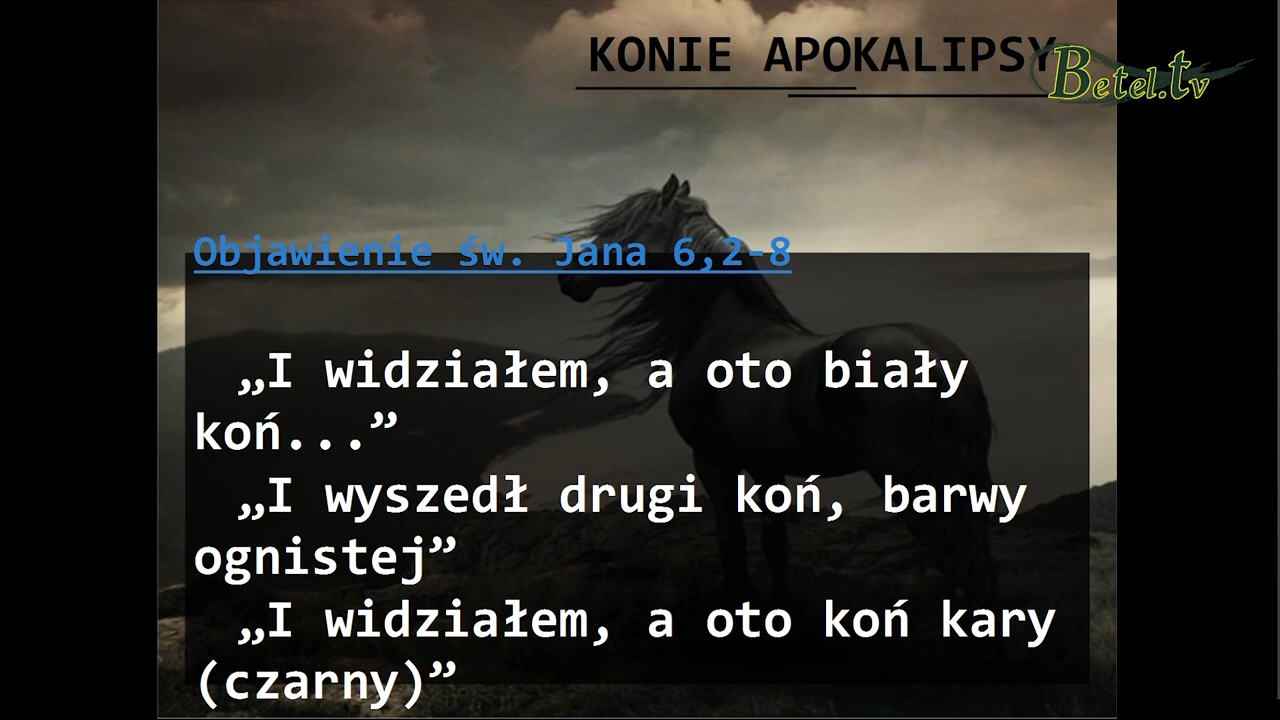 KONIE APOKALIPSY
Betel.tv
Objawienie św. Jana 6,2-8
„I widziałem, a oto biały
koń...”
„I wyszedł drugi koń, barwy
ognistej”
„I widziałem, a oto koń kary
(czarny)”